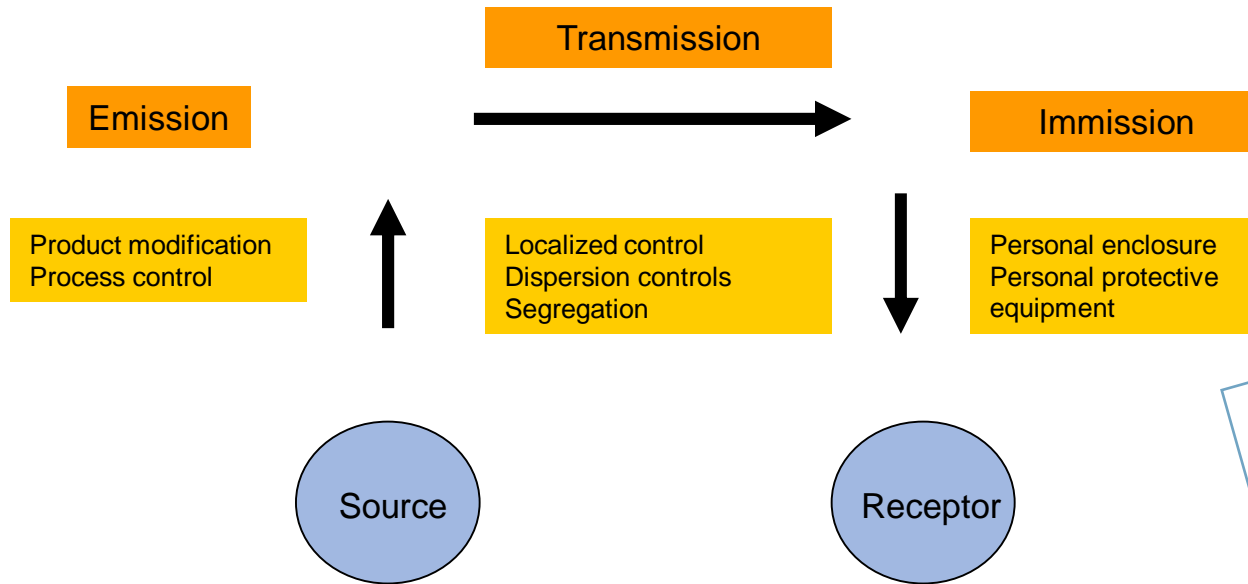 Transmission
Emission
Immission
Product modification
Process control
Localized control
Dispersion controls
Segregation
Personal enclosure
Personal protective
equipment
Source
Receptor